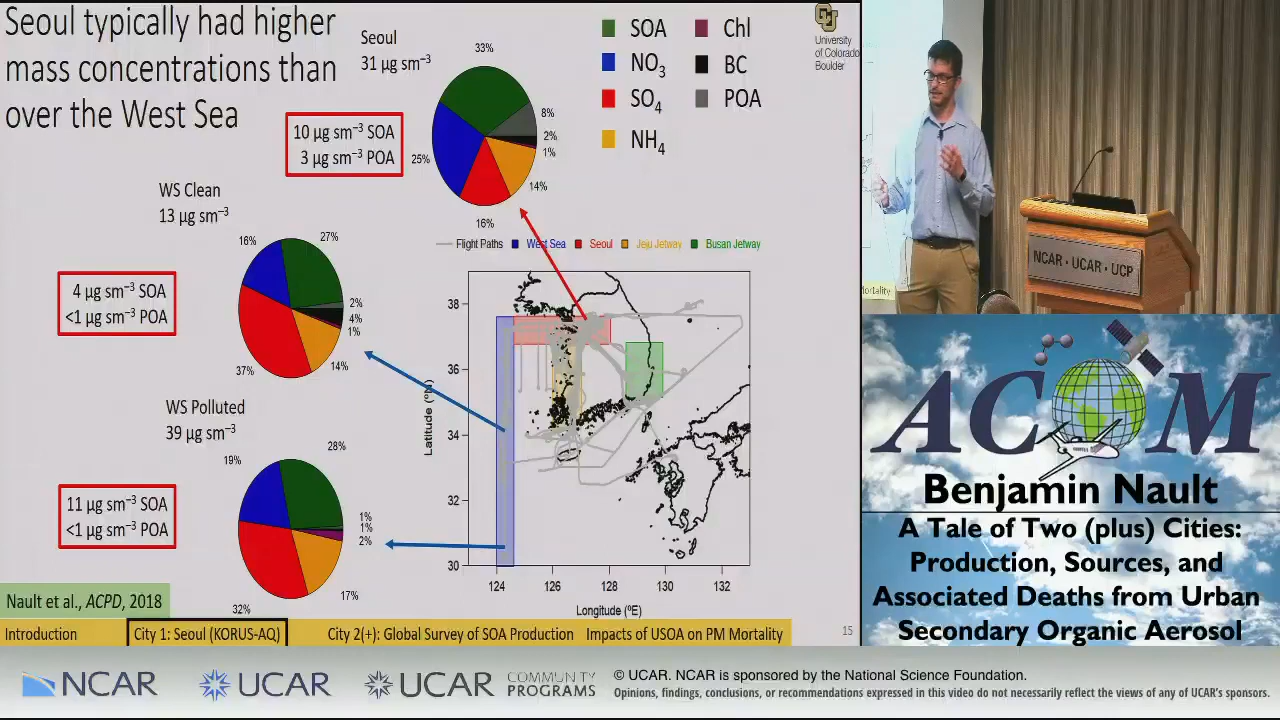 Seoul typically had higher
mass concentrations than
over the West Sea
Seoul
31 µg sm⁻³
33%
8%
2%
1%
14%
16%
25%
10 µg sm⁻³ SOA
3 µg sm⁻³ POA
SOA
NO₃
SO₄
NH₄
Chl
BC
POA
University
of Colorado
Boulder
WS Clean
13 µg sm⁻³
16%
27%
2%
4%
1%
14%
37%
4 µg sm⁻³ SOA
<1 µg sm⁻³ POA
WS Polluted
39 µg sm⁻³
19%
28%
1%
1%
2%
17%
32%
11 µg sm⁻³ SOA
<1 µg sm⁻³ POA
Flight Paths West Sea Seoul Jeju Jetway Busan Jetway
38
36
34
32
30
Latitude (°N)
124 126 128 130 132
Longitude (°E)
Nault et al., ACPD, 2018
Introduction City 1: Seoul (KORUS-AQ) City 2(+): Global Survey of SOA Production Impacts of USOA on PM Mortality
15
NCAR · UCAR · UCP
ortality
ACOM
Benjamin Nault
A Tale of Two (plus) Cities:
Production, Sources, and
Associated Deaths from Urban
Secondary Organic Aerosol
NCAR
UCAR
UCAR
COMMUNITY
PROGRAMS
© UCAR. NCAR is sponsored by the National Science Foundation.
Opinions, findings, conclusions, or recommendations expressed in this video do not necessarily reflect the views of any of UCAR's sponsors.